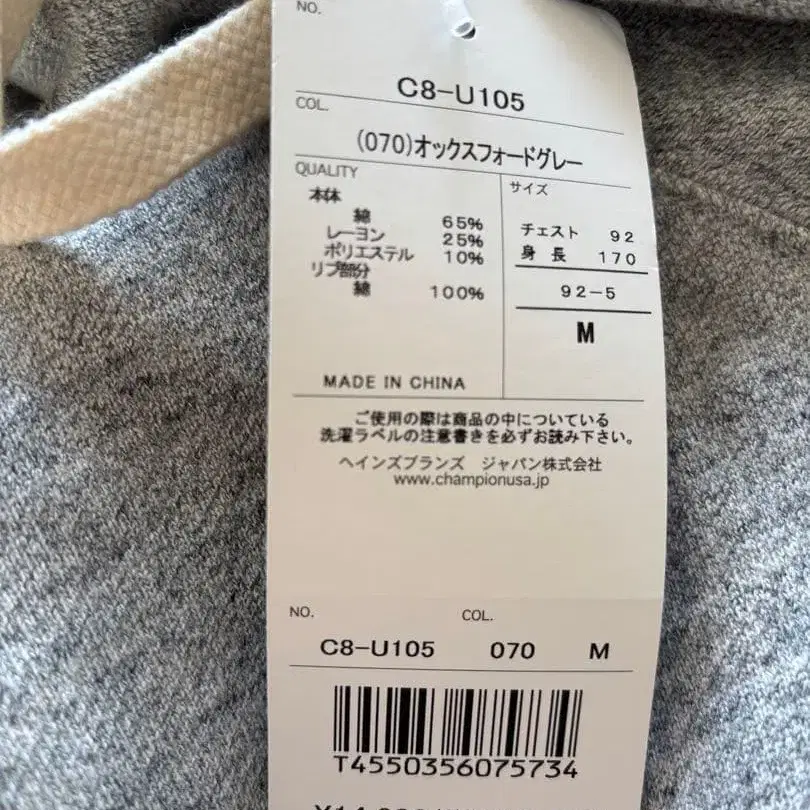 NO.
C8-U105
COL.
(070)オックスフォードグレー
QUALITY
本体
綿 65%
レーヨン 25%
ポリエステル 10%
リブ部分
綿 100%
サイズ
チェスト 92
身長 170
92-5
M
MADE IN CHINA
ご使用の際は商品の中についている
洗濯ラベルの注意書きを必ずお読み下さい。
ヘインズブランズ ジャパン株式会社
www.championusa.jp
NO. COL.
C8-U105 070 M
T4550356075734